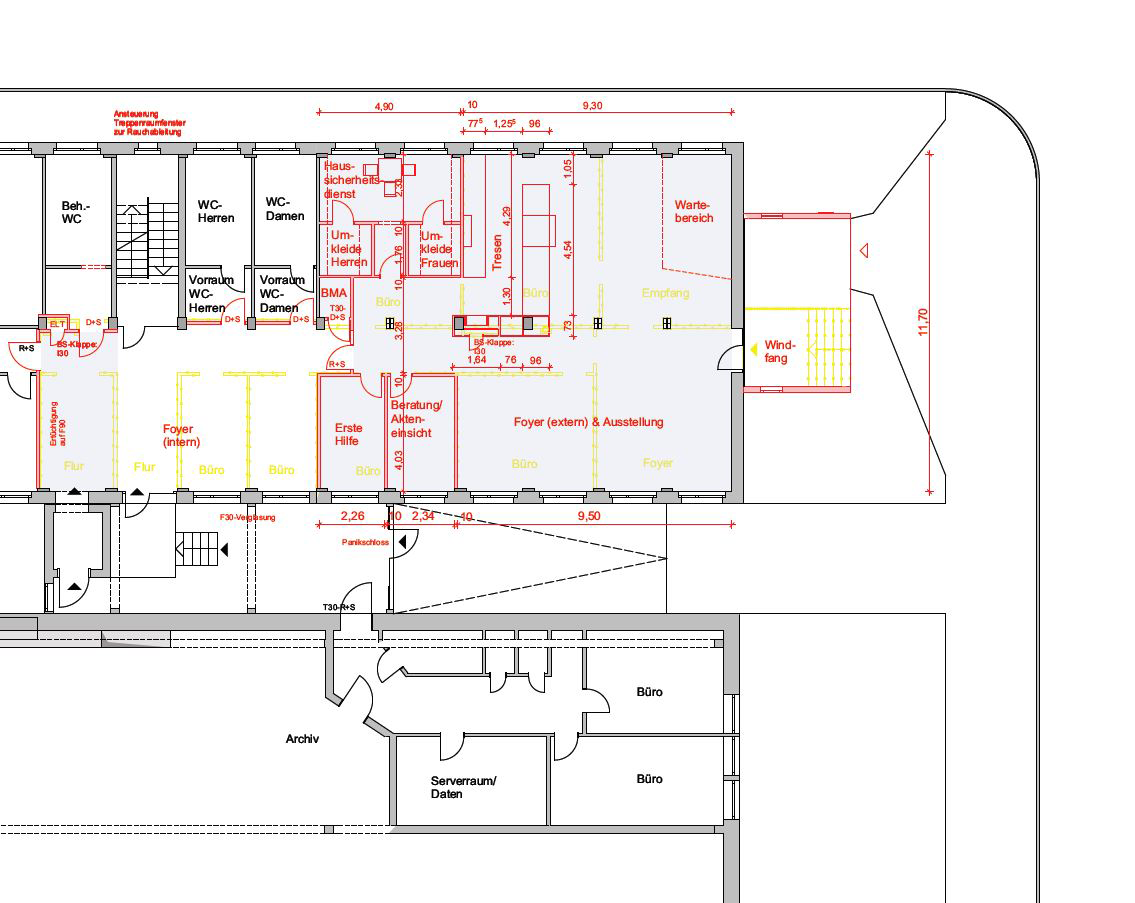 Ansteuerung
Treppenraumfenster
zur Rauchableitung
4,90
10
9,30
77⁵
1,25⁵
96
Beh.-
WC
WC-
Herren
WC-
Damen
Haus-
sicherheits-
dienst
2,33
Um-
kleide
Herren
Um-
kleide
Frauen
10
1,76
10
Tresen
4,29
1,30
1,05
4,54
73
Warte-
bereich
Vorraum
WC-
Herren
Vorraum
WC-
Damen
BMA
T30-
D+S
Büro
Büro
Empfang
ELT
D+S
D+S
D+S
R+S
BS-Klappe:
I30
R+S
3,28
BS-Klappe:
I30
1,64
76
96
Wind-
fang
11,70
10
Ertüchtigung
auf F90
Foyer
(intern)
Erste
Hilfe
Beratung/
Akten-
einsicht
4,03
Foyer (extern) & Ausstellung
Flur
Flur
Büro
Büro
Büro
Büro
Foyer
F30-Verglasung
2,26
10
2,34
10
9,50
Panikschloss
T30-R+S
Büro
Archiv
Serverraum/
Daten
Büro